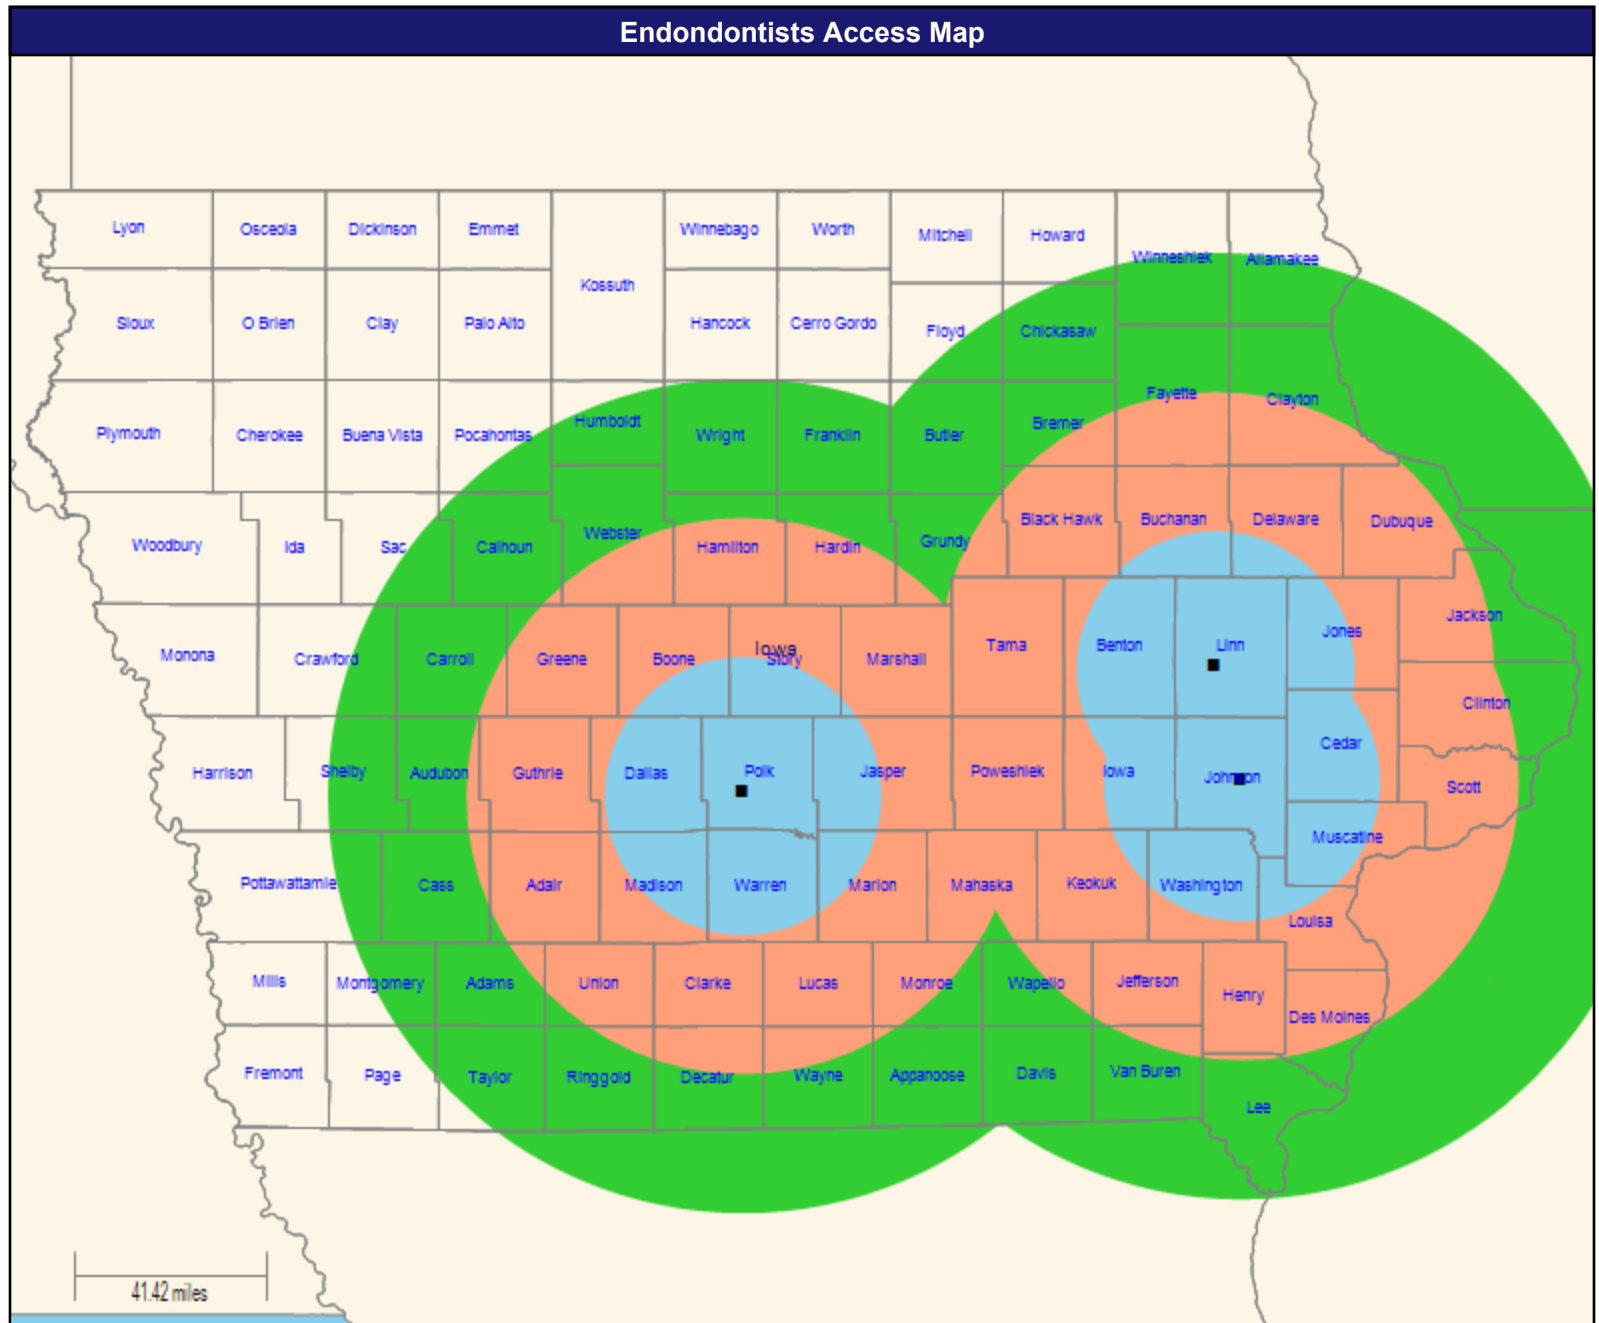 Endondontists Access Map
Lyon
Osceola
Dickinson
Emmet
Kossuth
Winnebago
Worth
Mitchell
Howard
Winneshiek
Allamakee
Sioux
O Brien
Clay
Palo Alto
Hancock
Cerro Gordo
Floyd
Chickasaw
Fayette
Clayton
Plymouth
Cherokee
Buena Vista
Pocahontas
Humboldt
Wright
Franklin
Butler
Bremer
Woodbury
Ida
Sac
Calhoun
Webster
Hamilton
Hardin
Grundy
Black Hawk
Buchanan
Delaware
Dubuque
Monona
Crawford
Carroll
Greene
Boone
Iowa
Story
Marshall
Tama
Benton
Linn
Jones
Jackson
Clinton
Harrison
Shelby
Audubon
Guthrie
Dallas
Polk
Jasper
Poweshiek
Iowa
Johnson
Cedar
Scott
Muscatine
Pottawattamie
Cass
Adair
Madison
Warren
Marion
Mahaska
Keokuk
Washington
Louisa
Mills
Montgomery
Adams
Union
Clarke
Lucas
Monroe
Wapello
Jefferson
Henry
Des Moines
Fremont
Page
Taylor
Ringgold
Decatur
Wayne
Appanoose
Davis
Van Buren
Lee
41.42 miles